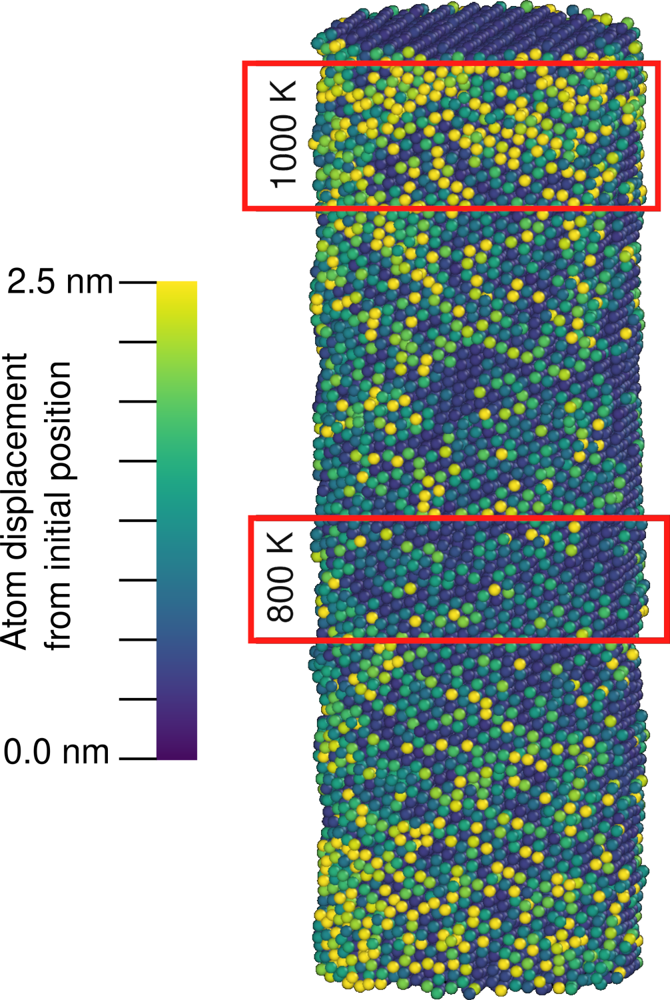 1000 K
2.5 nm
Atom displacement
from initial position
800 K
0.0 nm